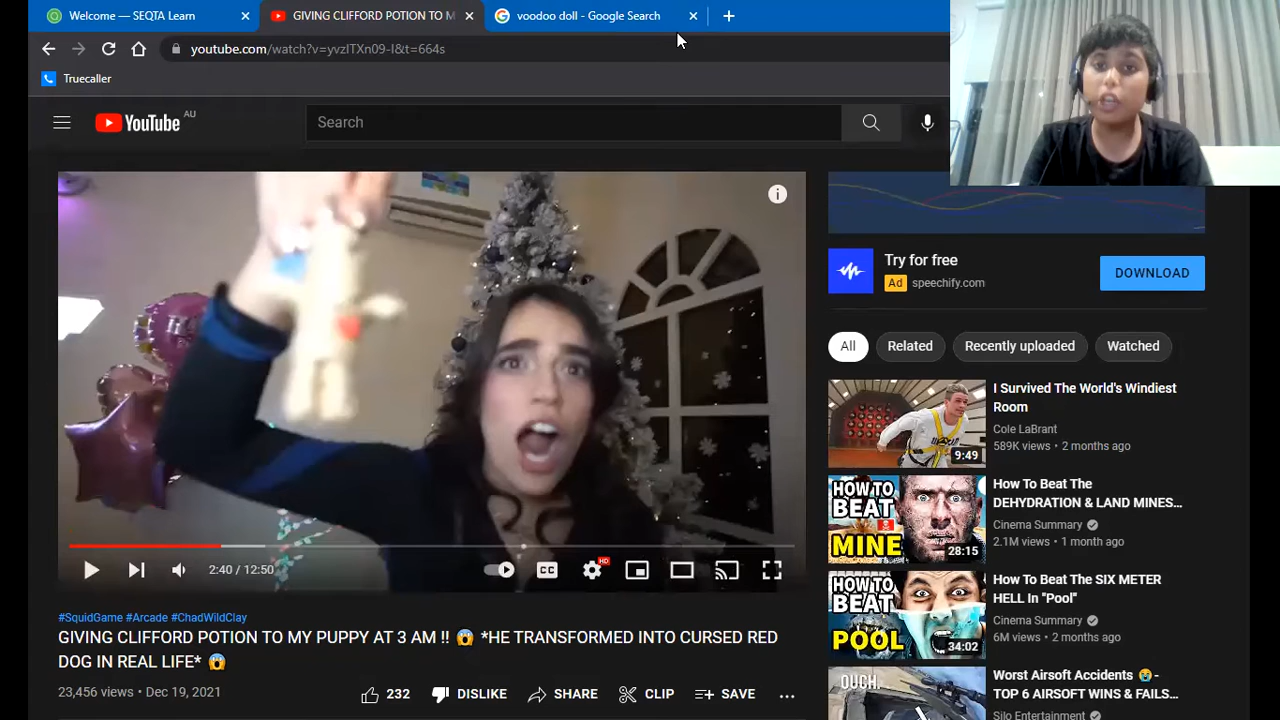 Welcome — SEQTA Learn
GIVING CLIFFORD POTION TO M
voodoo doll - Google Search
youtube.com/watch?v=yvzITXn09-I&t=664s
Truecaller
YouTube AU
Search
Try for free
Ad speechify.com
DOWNLOAD
All
Related
Recently uploaded
Watched
I Survived The World's Windiest
Room
Cole LaBrant
589K views • 2 months ago
9:49
HOW TO
BEAT
MINE
28:15
How To Beat The
DEHYDRATION & LAND MINES...
Cinema Summary
2.1M views • 1 month ago
HOW TO
BEAT
POOL
34:02
How To Beat The SIX METER
HELL In "Pool"
Cinema Summary
6M views • 2 months ago
OUCH.
Worst Airsoft Accidents 😭-
TOP 6 AIRSOFT WINS & FAILS...
Silo Entertainment
2:40 / 12:50
CC
HD
#SquidGame #Arcade #ChadWildClay
GIVING CLIFFORD POTION TO MY PUPPY AT 3 AM !! 😱 *HE TRANSFORMED INTO CURSED RED
DOG IN REAL LIFE* 😱
23,456 views • Dec 19, 2021
232
DISLIKE
SHARE
CLIP
SAVE